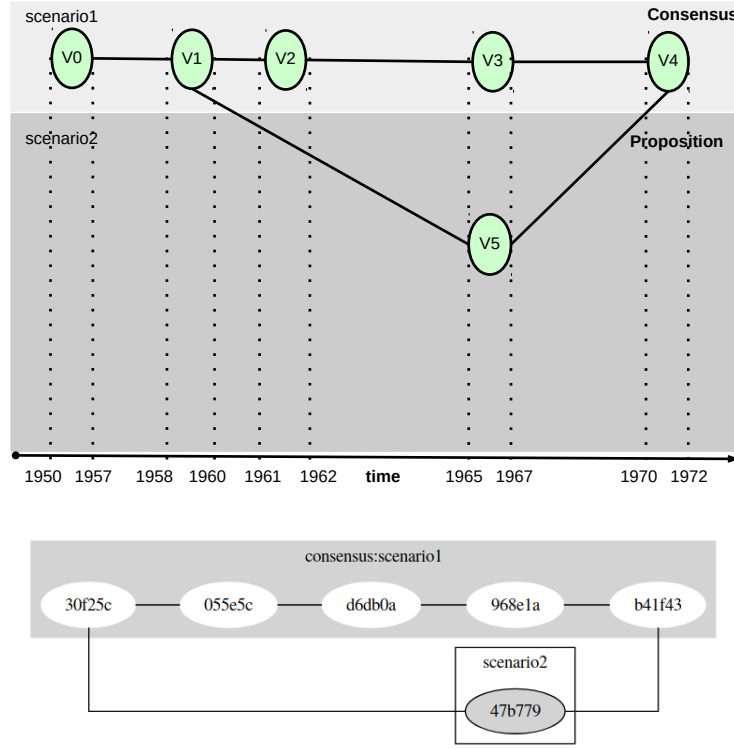 scenario1
Consensus
V0
V1
V2
V3
V4
scenario2
Proposition
V5
1950 1957 1958 1960 1961 1962 time 1965 1967 1970 1972
consensus:scenario1
30f25c 055e5c d6db0a 968e1a b41f43
scenario2
47b779